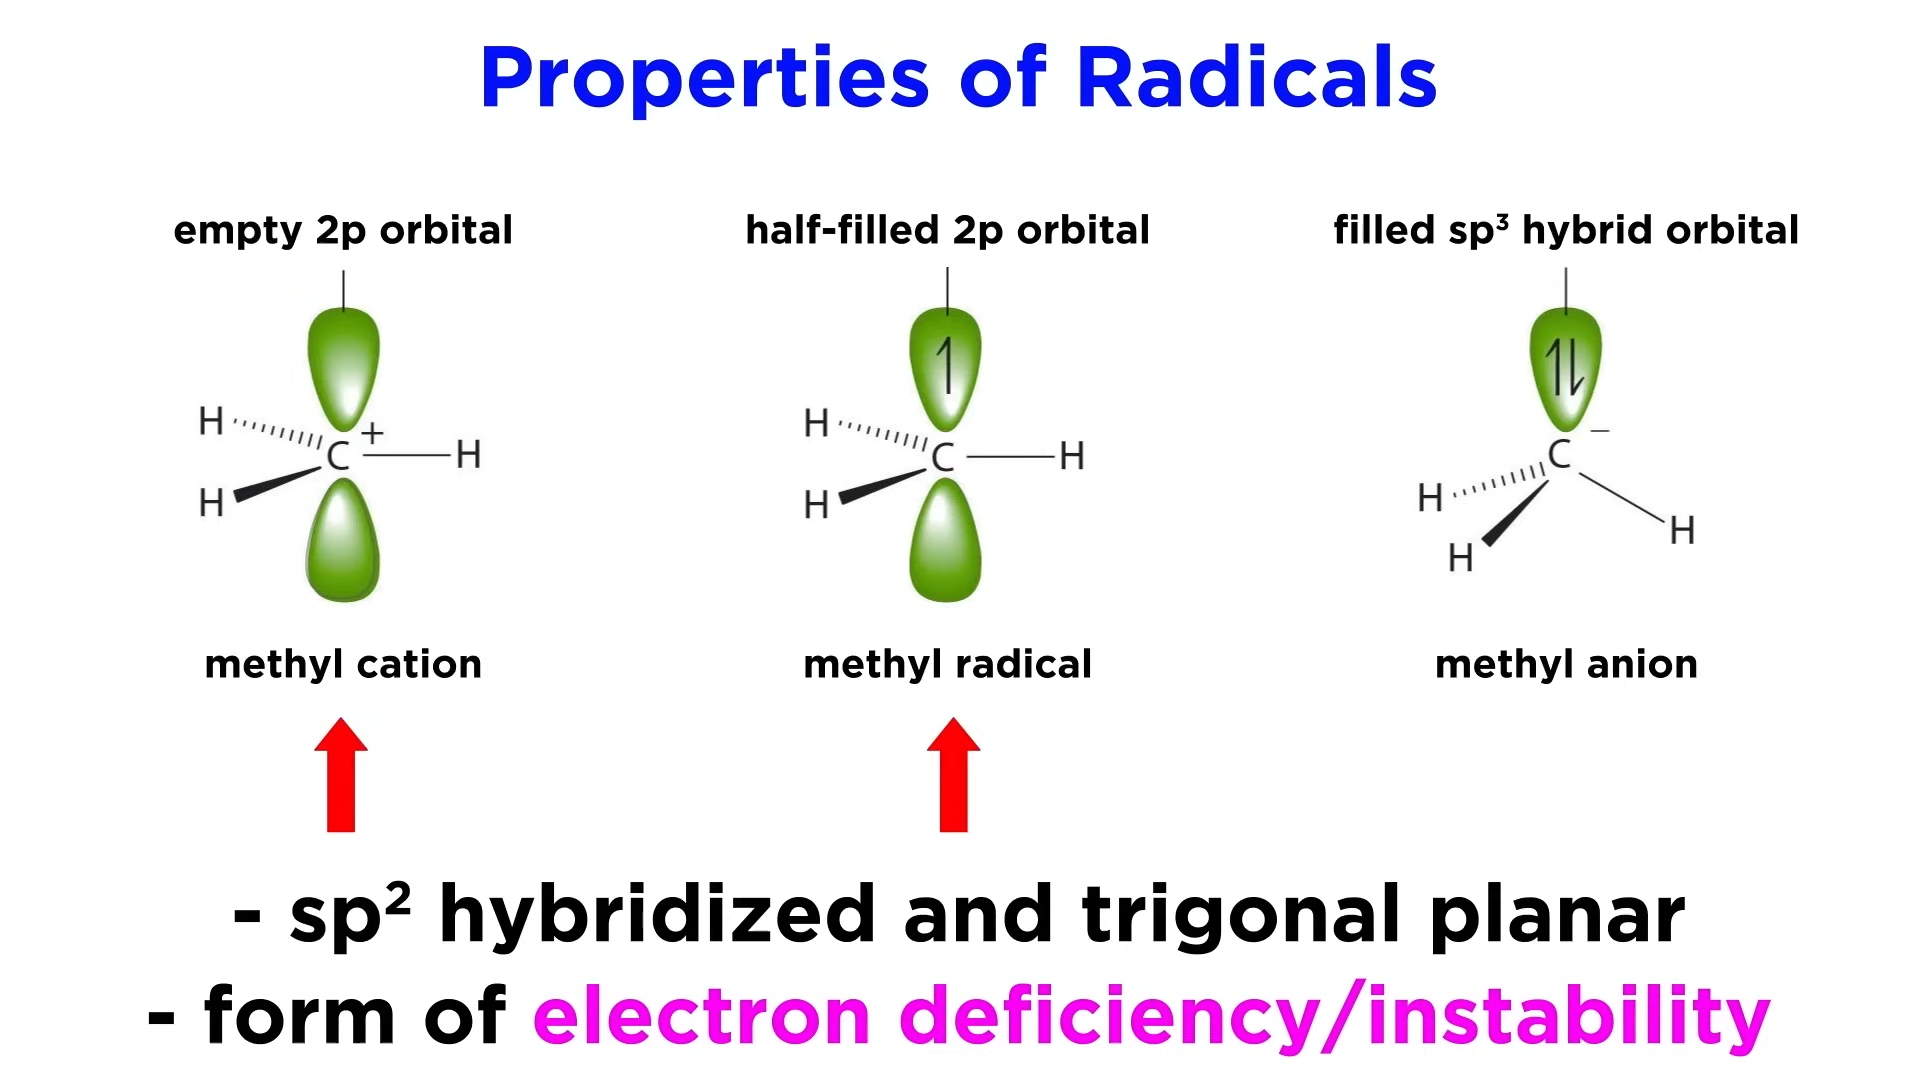 Properties of Radicals
empty 2p orbital
half-filled 2p orbital
filled sp³ hybrid orbital
H
C
+
H
H
H
C
H
H
C
−
H
H
H
methyl cation
methyl radical
methyl anion
- sp² hybridized and trigonal planar
- form of electron deficiency/instability